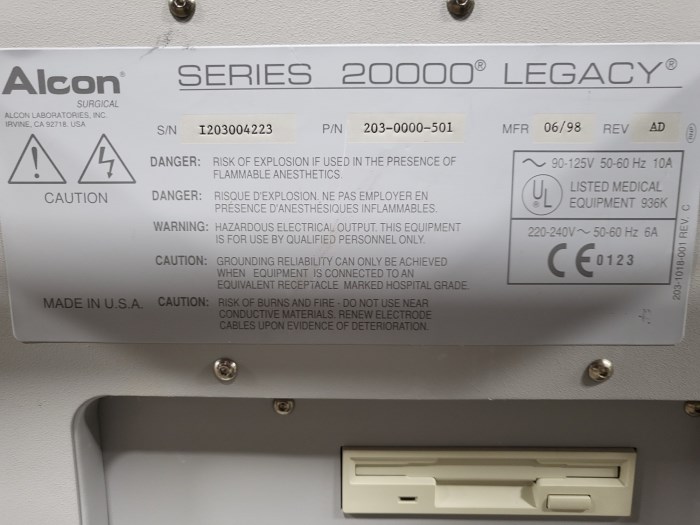 Alcon®
SURGICAL
ALCON LABORATORIES, INC.
IRVINE, CA 92718, USA
SERIES 20000® LEGACY®
S/N I203004223 P/N 203-0000-501 MFR 06/98 REV AD
CAUTION
DANGER: RISK OF EXPLOSION IF USED IN THE PRESENCE OF
FLAMMABLE ANESTHETICS.
DANGER: RISQUE D'EXPLOSION. NE PAS EMPLOYER EN
PRÉSENCE D'ANESTHÉSIQUES INFLAMMABLES.
WARNING: HAZARDOUS ELECTRICAL OUTPUT. THIS EQUIPMENT
IS FOR USE BY QUALIFIED PERSONNEL ONLY.
CAUTION: GROUNDING RELIABILITY CAN ONLY BE ACHIEVED
WHEN EQUIPMENT IS CONNECTED TO AN
EQUIVALENT RECEPTACLE MARKED HOSPITAL GRADE.
MADE IN U.S.A.
CAUTION: RISK OF BURNS AND FIRE - DO NOT USE NEAR
CONDUCTIVE MATERIALS. RENEW ELECTRODE
CABLES UPON EVIDENCE OF DETERIORATION.
~ 90-125V 50-60 Hz 10A
UL
LISTED MEDICAL
EQUIPMENT 936K
220-240V ~ 50-60 Hz 6A
CE 0123
203-1018-001 REV. C